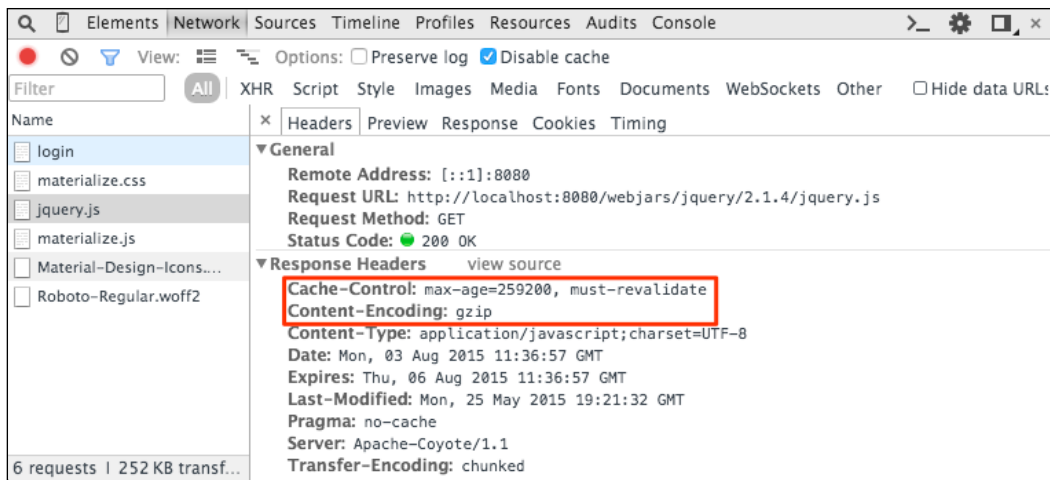 Elements Network Sources Timeline Profiles Resources Audits Console
View: Options: Preserve log Disable cache
Filter All XHR Script Style Images Media Fonts Documents WebSockets Other Hide data URLs
Name
login
materialize.css
jquery.js
materialize.js
Material-Design-Icons....
Roboto-Regular.woff2
6 requests | 252 KB transf...
× Headers Preview Response Cookies Timing
▼General
Remote Address: [::1]:8080
Request URL: http://localhost:8080/webjars/jquery/2.1.4/jquery.js
Request Method: GET
Status Code: 200 OK
▼Response Headers view source
Cache-Control: max-age=259200, must-revalidate
Content-Encoding: gzip
Content-Type: application/javascript;charset=UTF-8
Date: Mon, 03 Aug 2015 11:36:57 GMT
Expires: Thu, 06 Aug 2015 11:36:57 GMT
Last-Modified: Mon, 25 May 2015 19:21:32 GMT
Pragma: no-cache
Server: Apache-Coyote/1.1
Transfer-Encoding: chunked